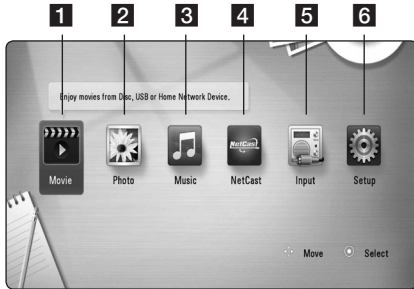 1 2 3 4 5 6
Enjoy movies from Disc, USB or Home Network Device.
NetCast
Movie Photo Music NetCast Input Setup
Move Select